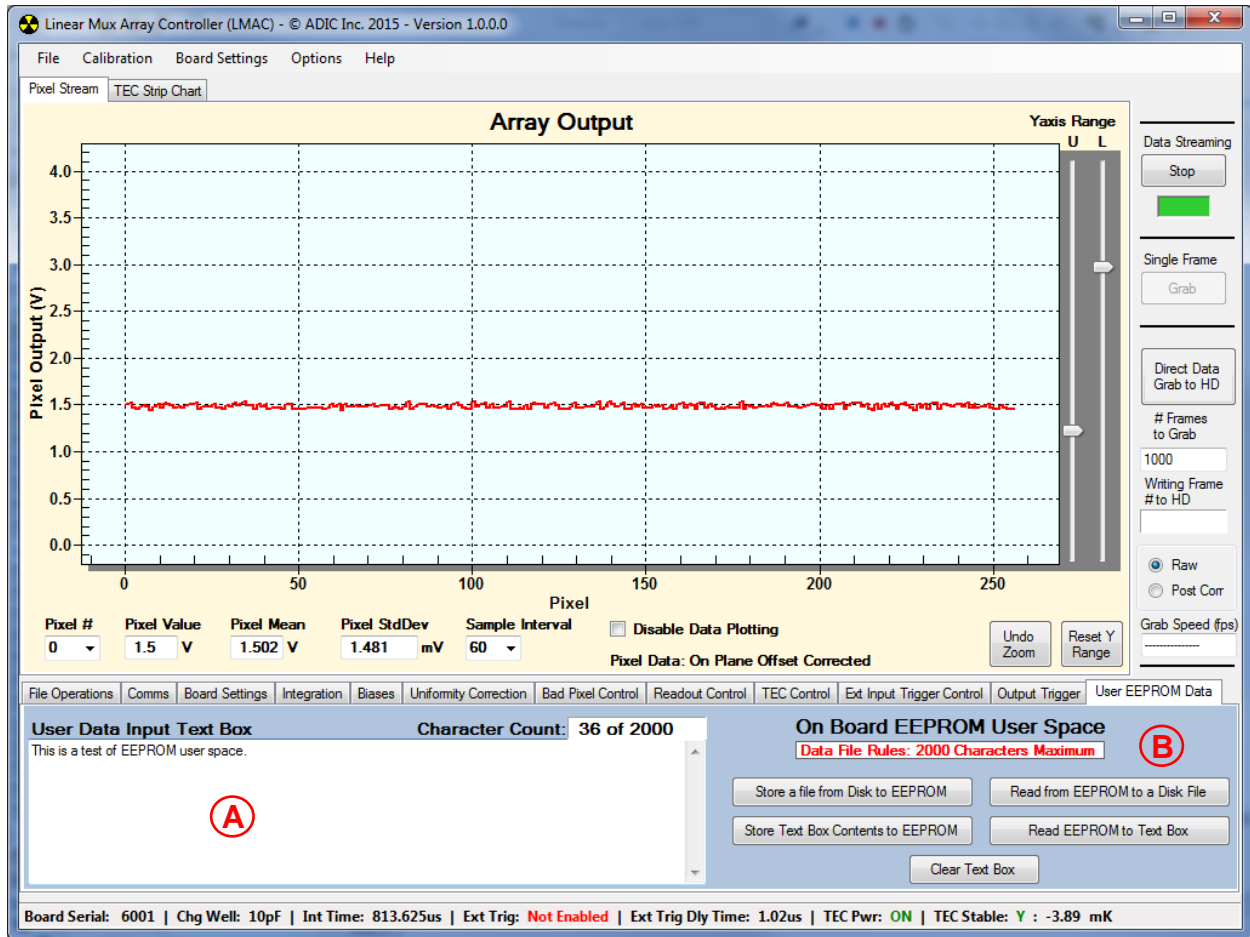 Linear Mux Array Controller (LMAC) - © ADIC Inc. 2015 - Version 1.0.0.0
File Calibration Board Settings Options Help
Pixel Stream TEC Strip Chart
Array Output
Yaxis Range
U L
4.0
3.5
3.0
2.5
2.0
1.5
1.0
0.5
0.0
Pixel Output (V)
0 50 100 150 200 250
Pixel
Pixel # Pixel Value Pixel Mean Pixel StdDev Sample Interval
0 1.5 V 1.502 V 1.481 mV 60
Disable Data Plotting
Pixel Data: On Plane Offset Corrected
Undo
Zoom
Reset Y
Range
Data Streaming
Stop
Single Frame
Grab
Direct Data
Grab to HD
# Frames
to Grab
1000
Writing Frame
# to HD
Raw
Post Corr
Grab Speed (fps)
---------------
File Operations Comms Board Settings Integration Biases Uniformity Correction Bad Pixel Control Readout Control TEC Control Ext Input Trigger Control Output Trigger User EEPROM Data
User Data Input Text Box Character Count: 36 of 2000
This is a test of EEPROM user space.
A
On Board EEPROM User Space
Data File Rules: 2000 Characters Maximum
B
Store a file from Disk to EEPROM Read from EEPROM to a Disk File
Store Text Box Contents to EEPROM Read EEPROM to Text Box
Clear Text Box
Board Serial: 6001 | Chg Well: 10pF | Int Time: 813.625us | Ext Trig: Not Enabled | Ext Trig Dly Time: 1.02us | TEC Pwr: ON | TEC Stable: Y : -3.89 mK